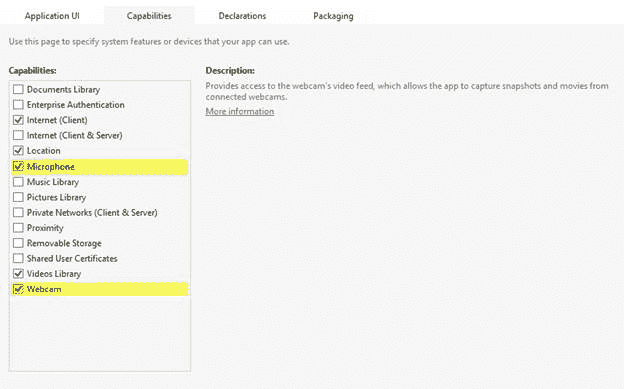 Application UI Capabilities Declarations Packaging
Use this page to specify system features or devices that your app can use.
Capabilities:
Documents Library
Enterprise Authentication
Internet (Client)
Internet (Client & Server)
Location
Microphone
Music Library
Pictures Library
Private Networks (Client & Server)
Proximity
Removable Storage
Shared User Certificates
Videos Library
Webcam
Description:
Provides access to the webcam's video feed, which allows the app to capture snapshots and movies from
connected webcams.
More information